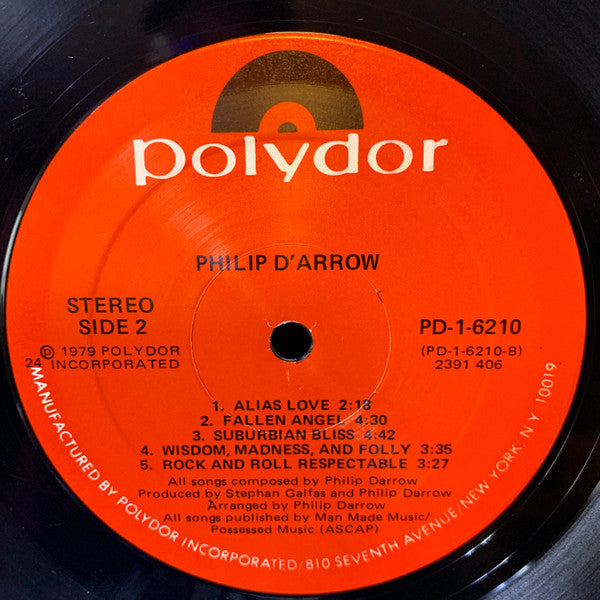 polydor
PHILIP D'ARROW
STEREO
SIDE 2
℗ 1979 POLYDOR
INCORPORATED
24
PD-1-6210
(PD-1-6210-B)
2391 406
1. ALIAS LOVE 2:18
2. FALLEN ANGEL 4:30
3. SUBURBIAN BLISS 4:42
4. WISDOM, MADNESS, AND FOLLY 3:35
5. ROCK AND ROLL RESPECTABLE 3:27
All songs composed by Philip Darrow
Produced by Stephan Galfas and Philip Darrow
Arranged by Philip Darrow
All songs published by Man Made Music/
Possessed Music (ASCAP)
MANUFACTURED BY POLYDOR INCORPORATED/810 SEVENTH AVENUE/NEW YORK, N.Y. 10019